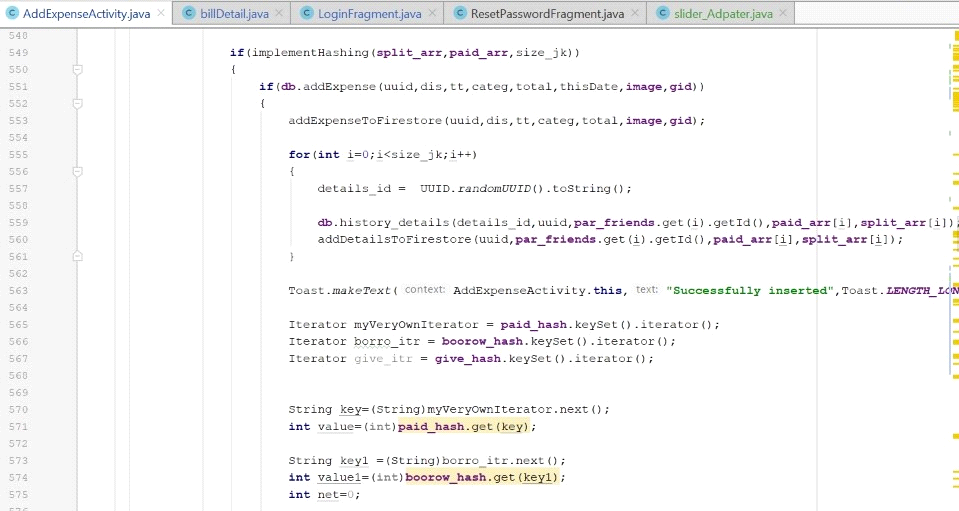 AddExpenseActivity.java billDetail.java LoginFragment.java ResetPasswordFragment.java slider_Adpater.java
548
549 if(implementHashing(split_arr,paid_arr,size_jk))
550 {
551 if(db.addExpense(uuid,dis,tt,categ,total,thisDate,image,gid))
552 {
553 addExpenseToFirestore(uuid,dis,tt,categ,total,image,gid);
554
555 for(int i=0;i<size_jk;i++)
556 {
557 details_id = UUID.randomUUID().toString();
558
559 db.history_details(details_id,uuid,par_friends.get(i).getId(),paid_arr[i],split_arr[i]);
560 addDetailsToFirestore(uuid,par_friends.get(i).getId(),paid_arr[i],split_arr[i]);
561 }
562
563 Toast.makeText( context: AddExpenseActivity.this, text: "Successfully inserted",Toast.LENGTH_LON
564
565 Iterator myVeryOwnIterator = paid_hash.keySet().iterator();
566 Iterator borro_itr = boorow_hash.keySet().iterator();
567 Iterator give_itr = give_hash.keySet().iterator();
568
569
570 String key=(String)myVeryOwnIterator.next();
571 int value=(int)paid_hash.get(key);
572
573 String key1 =(String)borro_itr.next();
574 int value1=(int)boorow_hash.get(key1);
575 int net=0;